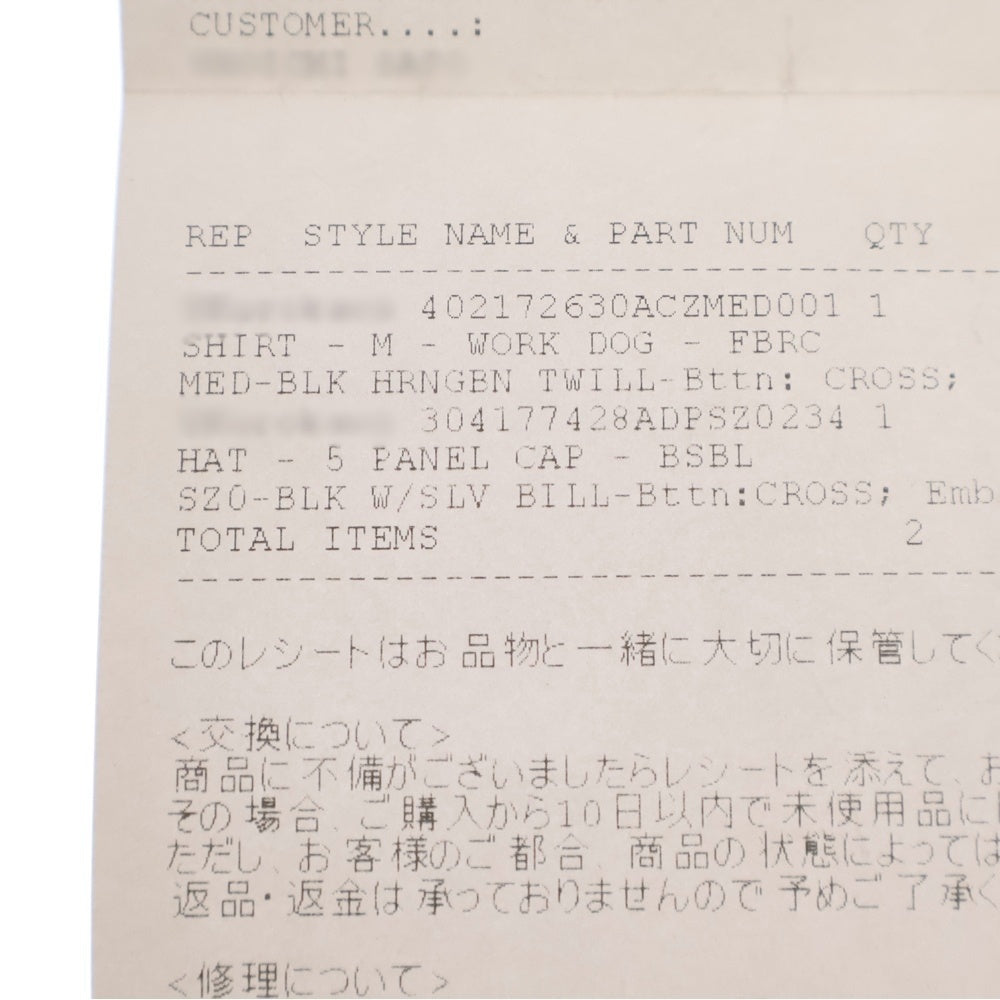 CUSTOMER....:
REP STYLE NAME & PART NUM QTY
402172630ACZMED001 1
SHIRT - M - WORK DOG - FBRC
MED-BLK HRNGBN TWILL-Bttn: CROSS;
304177428ADPSZ0234 1
HAT - 5 PANEL CAP - BSBL
SZ0-BLK W/SLV BILL-Bttn:CROSS; Emb
TOTAL ITEMS 2
このレシートはお品物と一緒に大切に保管してく
<交換について>
商品に不備がございましたらレシートを添えて、お
その場合、ご購入から10日以内で未使用品に
ただし、お客様のご都合、商品の状態によっては
返品・返金は承っておりませんので予めご了承く
<修理について>